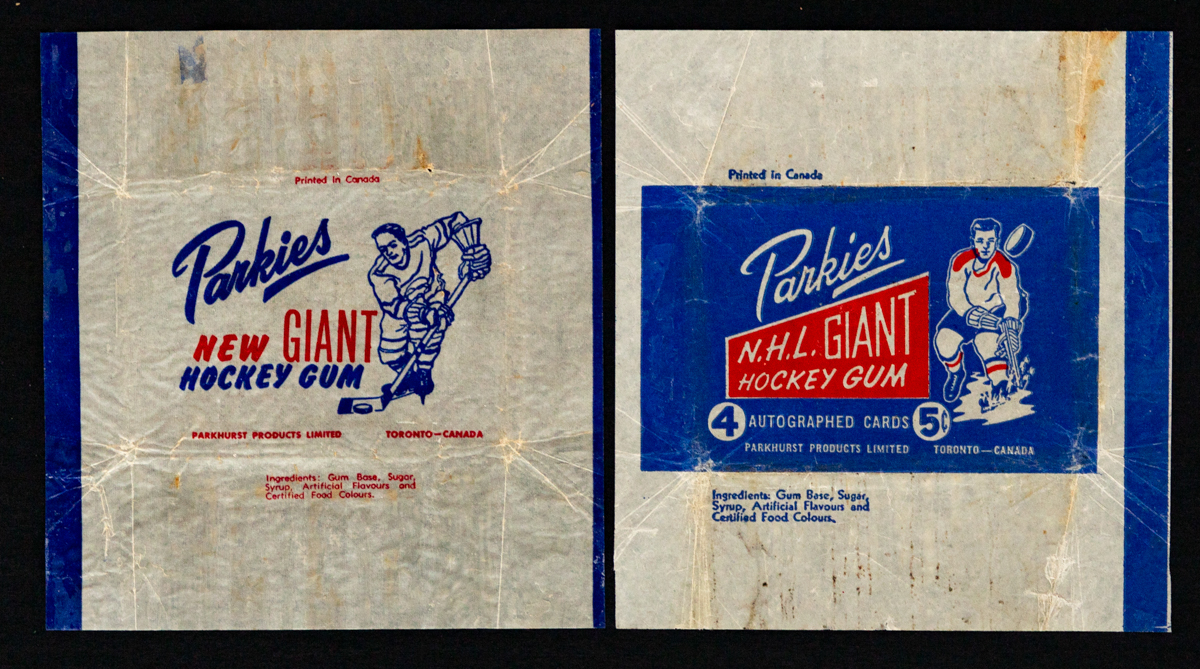 Printed in Canada
Parkies
NEW GIANT
HOCKEY GUM
PARKHURST PRODUCTS LIMITED TORONTO—CANADA
Ingredients: Gum Base, Sugar,
Syrup, Artificial Flavours and
Certified Food Colours.
Printed in Canada
Parkies
N.H.L. GIANT
HOCKEY GUM
4 AUTOGRAPHED CARDS 5¢
PARKHURST PRODUCTS LIMITED TORONTO—CANADA
Ingredients: Gum Base, Sugar,
Syrup, Artificial Flavours and
Certified Food Colours.